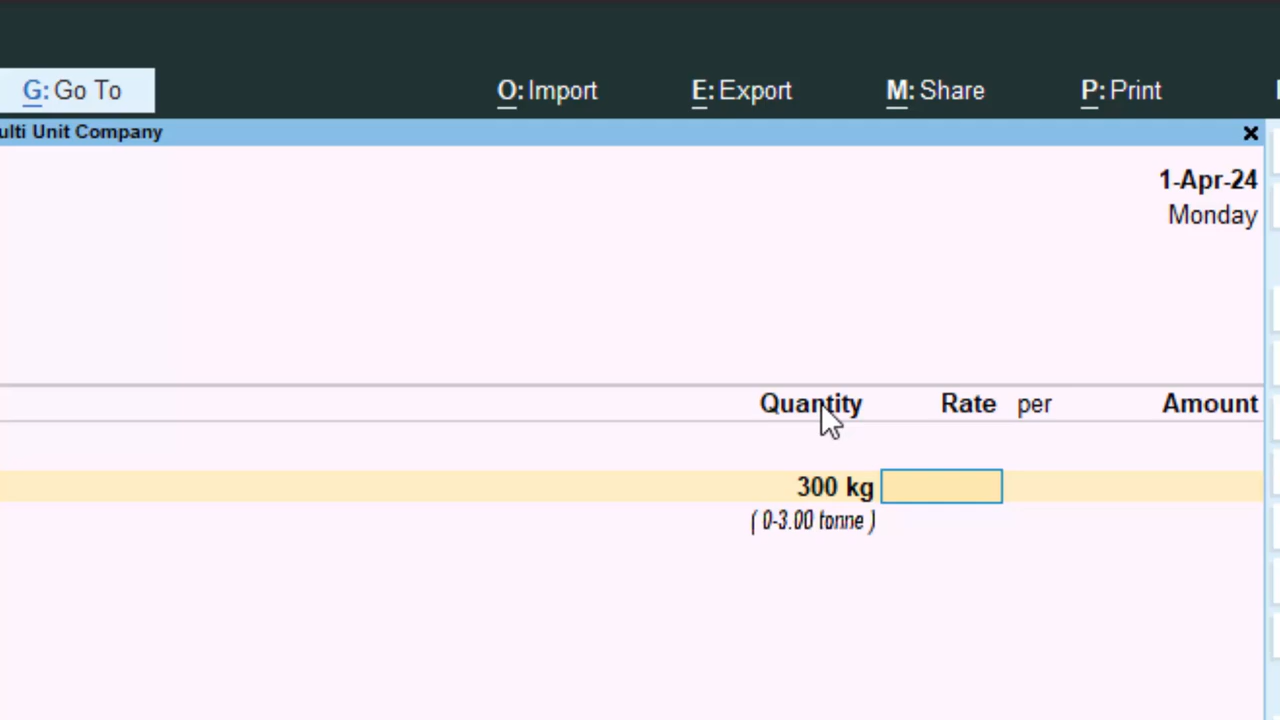 G: Go To O: Import E: Export M: Share P: Print
ulti Unit Company
1-Apr-24
Monday
Quantity Rate per Amount
300 kg
( 0-3.00 tonne )